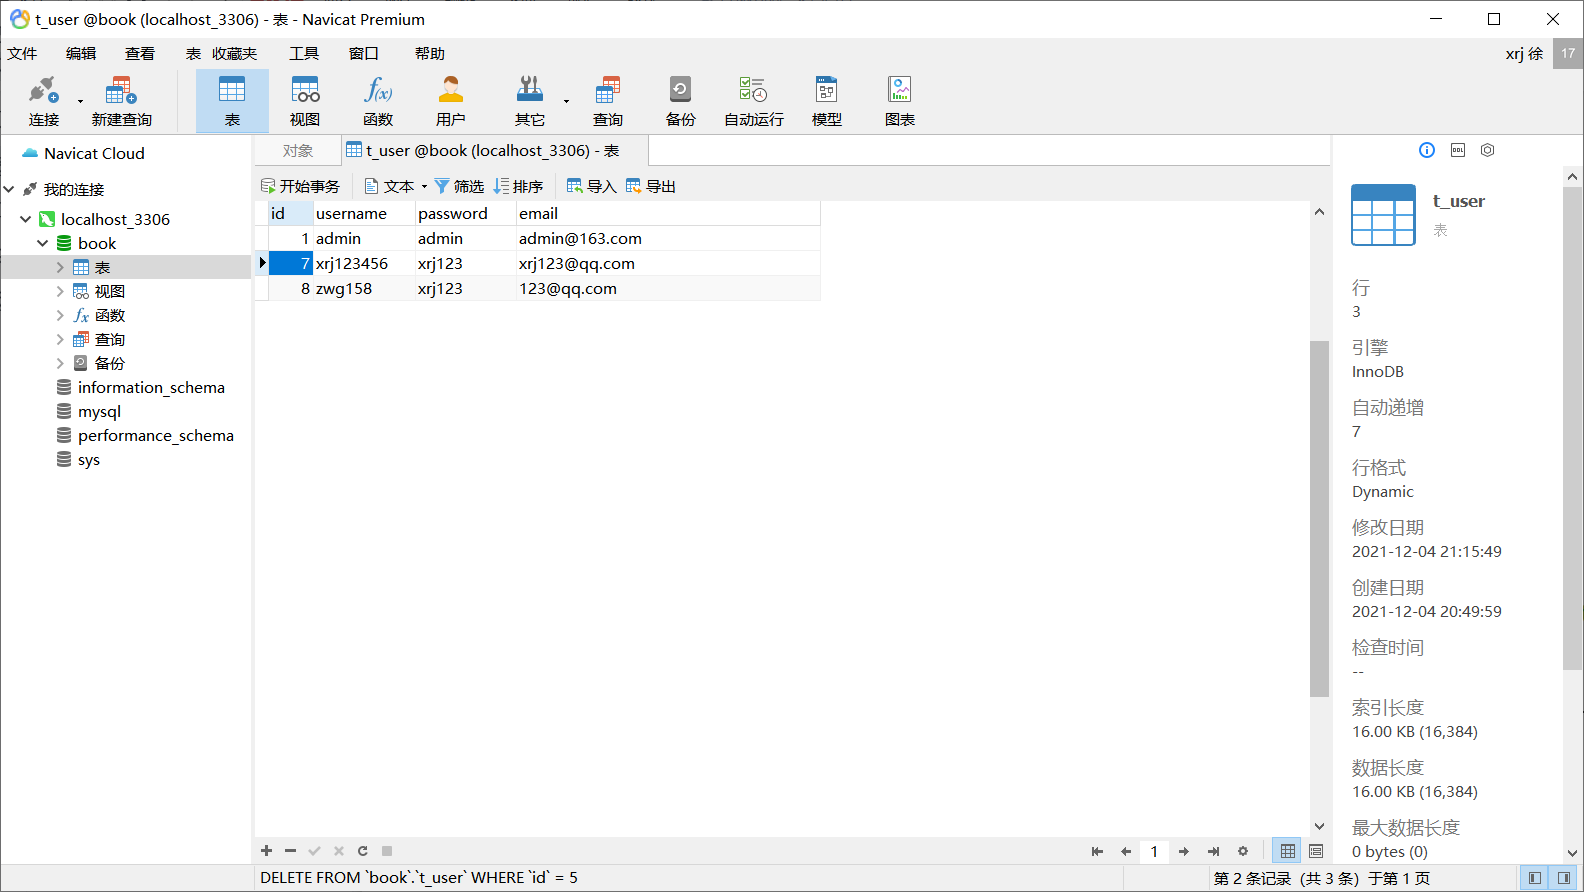 t_user @book (localhost_3306) - 表 - Navicat Premium
文件 编辑 查看 表 收藏夹 工具 窗口 帮助 xrj 徐 17
连接 新建查询 表 视图 函数 用户 其它 查询 备份 自动运行 模型 图表
Navicat Cloud
我的连接
localhost_3306
book
表
视图
函数
查询
备份
information_schema
mysql
performance_schema
sys
对象 t_user @book (localhost_3306) - 表
开始事务 文本 筛选 排序 导入 导出
id username password email
1 admin admin admin@163.com
7 xrj123456 xrj123 xrj123@qq.com
8 zwg158 xrj123 123@qq.com
t_user
表
行
3
引擎
InnoDB
自动递增
7
行格式
Dynamic
修改日期
2021-12-04 21:15:49
创建日期
2021-12-04 20:49:59
检查时间
--
索引长度
16.00 KB (16,384)
数据长度
16.00 KB (16,384)
最大数据长度
0 bytes (0)
1
DELETE FROM `book`.`t_user` WHERE `id` = 5
第 2 条记录 (共 3 条) 于第 1 页